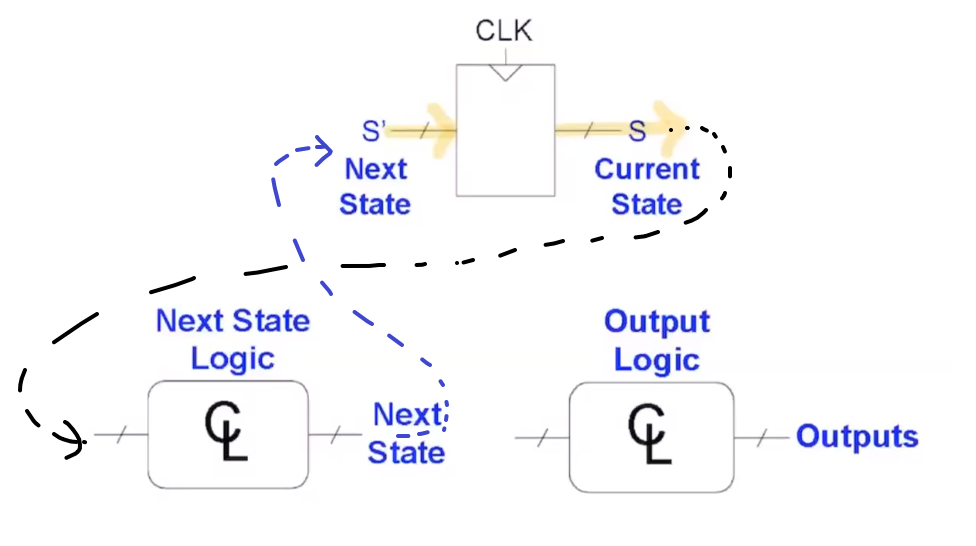 CLK
S'
S
Next
State
Current
State
Next State
Logic
Output
Logic
CL
Next
State
CL
Outputs